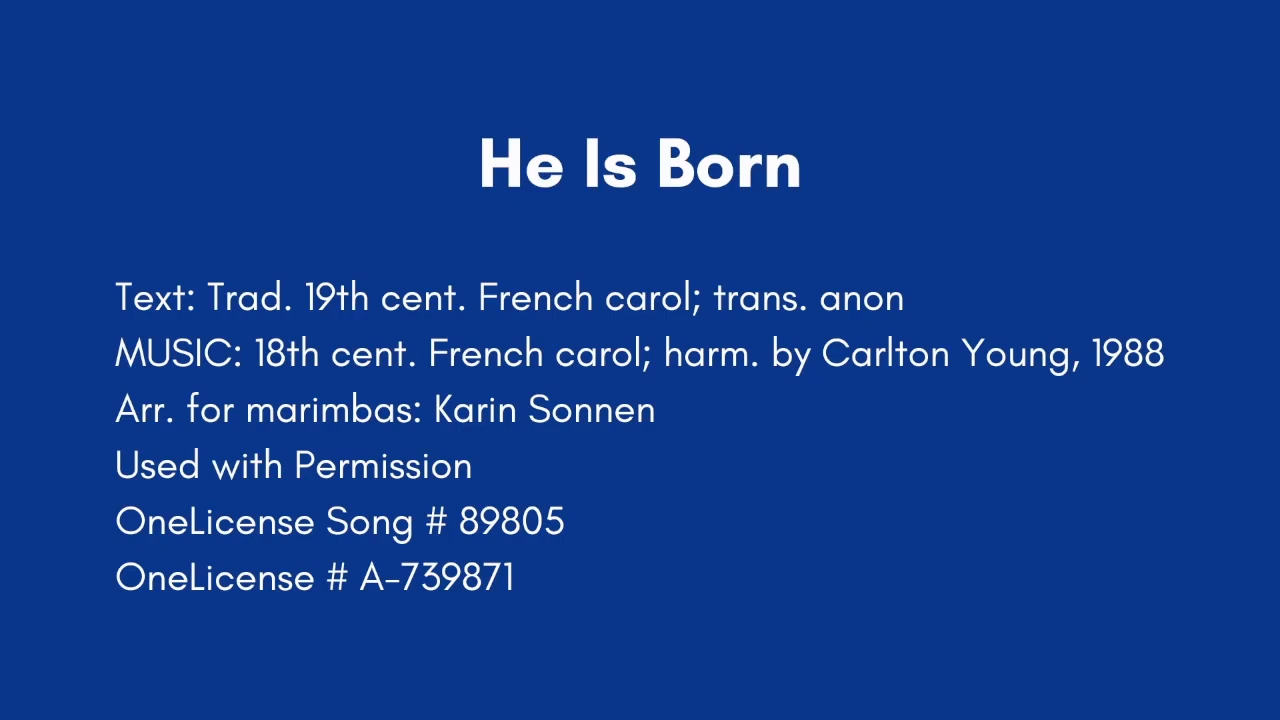 He Is Born
Text: Trad. 19th cent. French carol; trans. anon
MUSIC: 18th cent. French carol; harm. by Carlton Young, 1988
Arr. for marimbas: Karin Sonnen
Used with Permission
OneLicense Song # 89805
OneLicense # A-739871